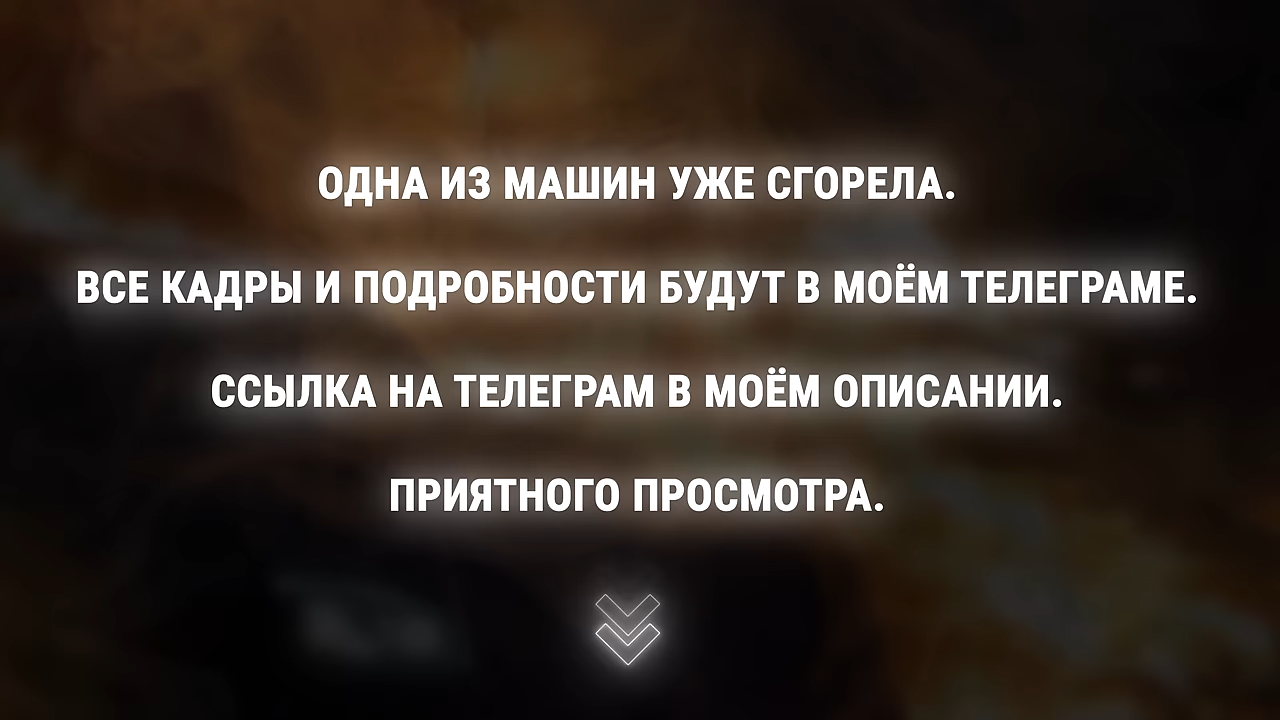 ОДНА ИЗ МАШИН УЖЕ СГОРЕЛА.
ВСЕ КАДРЫ И ПОДРОБНОСТИ БУДУТ В МОЁМ ТЕЛЕГРАМЕ.
ССЫЛКА НА ТЕЛЕГРАМ В МОЁМ ОПИСАНИИ.
ПРИЯТНОГО ПРОСМОТРА.